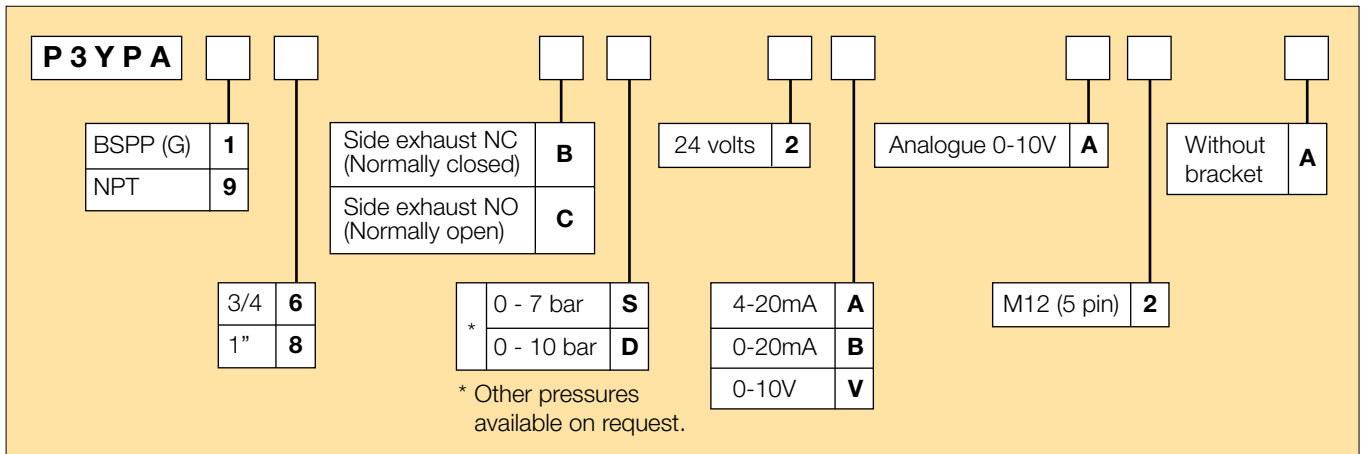 P3YPA
BSPP (G) 1
NPT 9
3/4 6
1” 8
Side exhaust NC
(Normally closed) B
Side exhaust NO
(Normally open) C
* 0 - 7 bar S
0 - 10 bar D
* Other pressures
available on request.
24 volts 2
4-20mA A
0-20mA B
0-10V V
Analogue 0-10V A
M12 (5 pin) 2
Without
bracket A